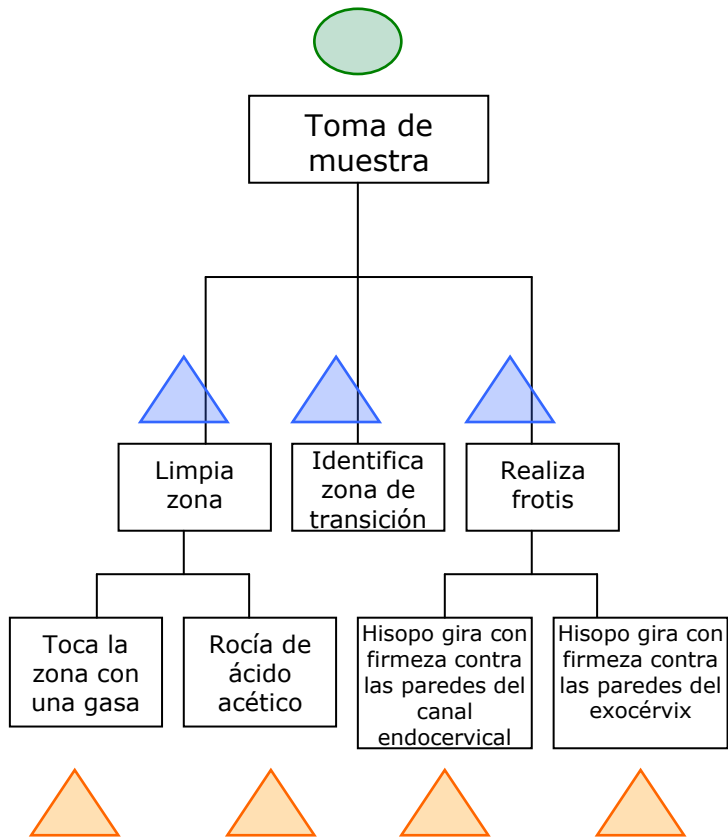 Toma de
muestra
Limpia
zona
Identifica
zona de
transición
Realiza
frotis
Toca la
zona con
una gasa
Rocía de
ácido
acético
Hisopo gira con
firmeza contra
las paredes del
canal
endocervical
Hisopo gira con
firmeza contra
las paredes del
exocérvix